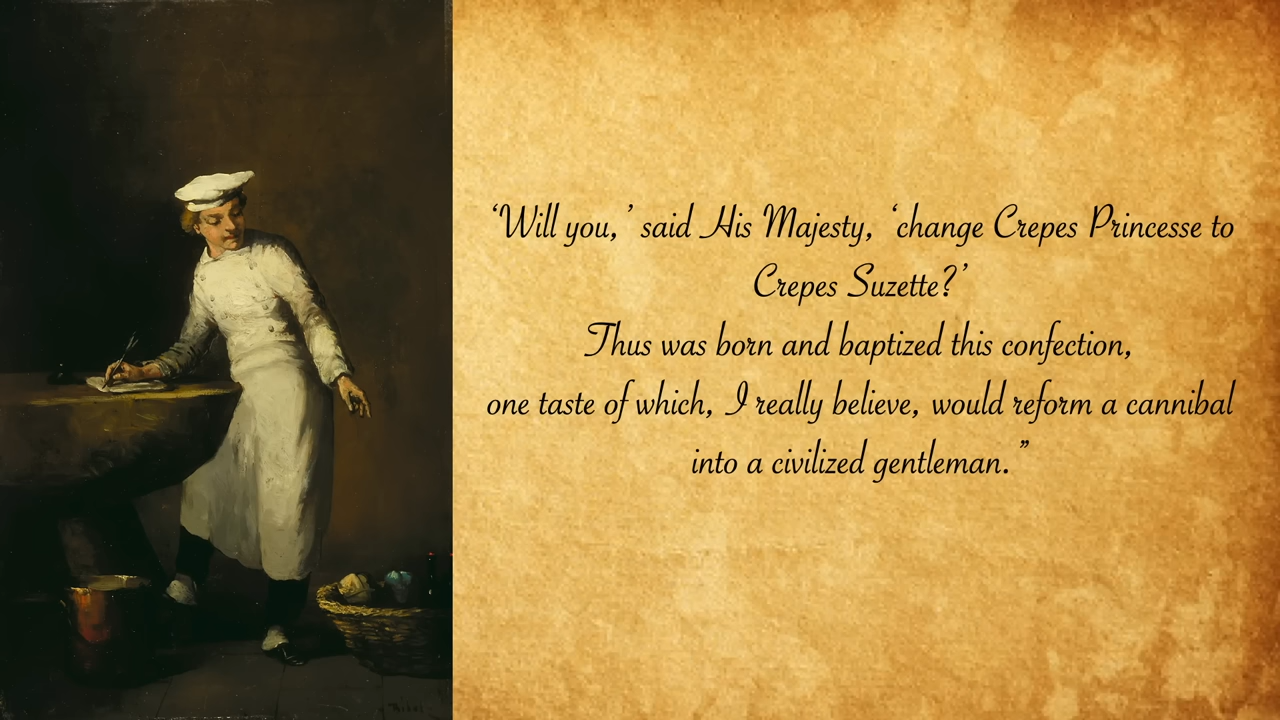 ‘Will you,’ said His Majesty, ‘change Crepes Princesse to
Crepes Suzette?’
Thus was born and baptized this confection,
one taste of which, I really believe, would reform a cannibal
into a civilized gentleman.”